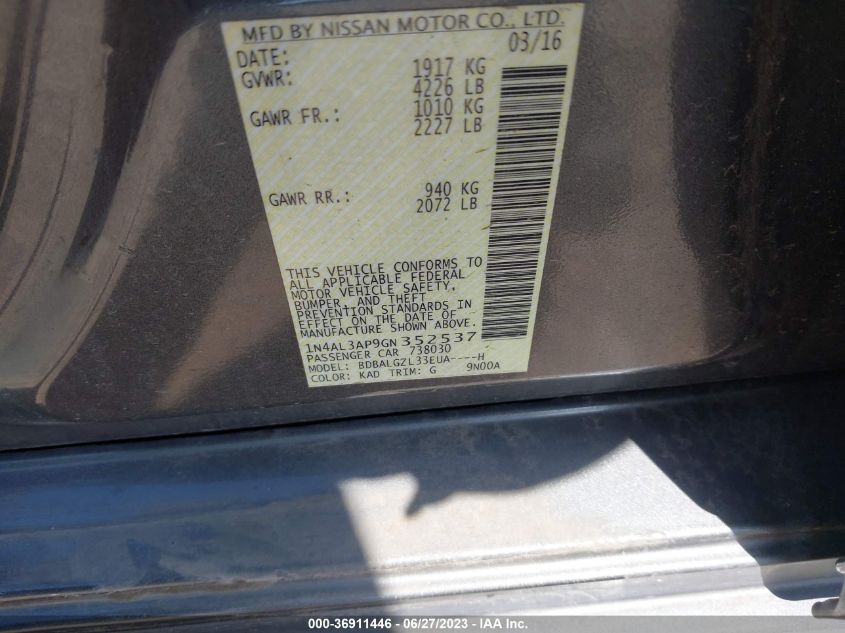 MFD BY NISSAN MOTOR CO., LTD.
DATE: 03/16
GVWR: 1917 KG
4226 LB
GAWR FR.: 1010 KG
2227 LB
GAWR RR.: 940 KG
2072 LB
THIS VEHICLE CONFORMS TO
ALL APPLICABLE FEDERAL
MOTOR VEHICLE SAFETY,
BUMPER, AND THEFT
PREVENTION STANDARDS IN
EFFECT ON THE DATE OF
MANUFACTURE SHOWN ABOVE.
1N4AL3AP9GN352537
PASSENGER CAR 738030
MODEL: BDBALGZL33EUA----H
COLOR: KAD TRIM: G 9N00A
000-36911446 - 06/27/2023 - IAA Inc.